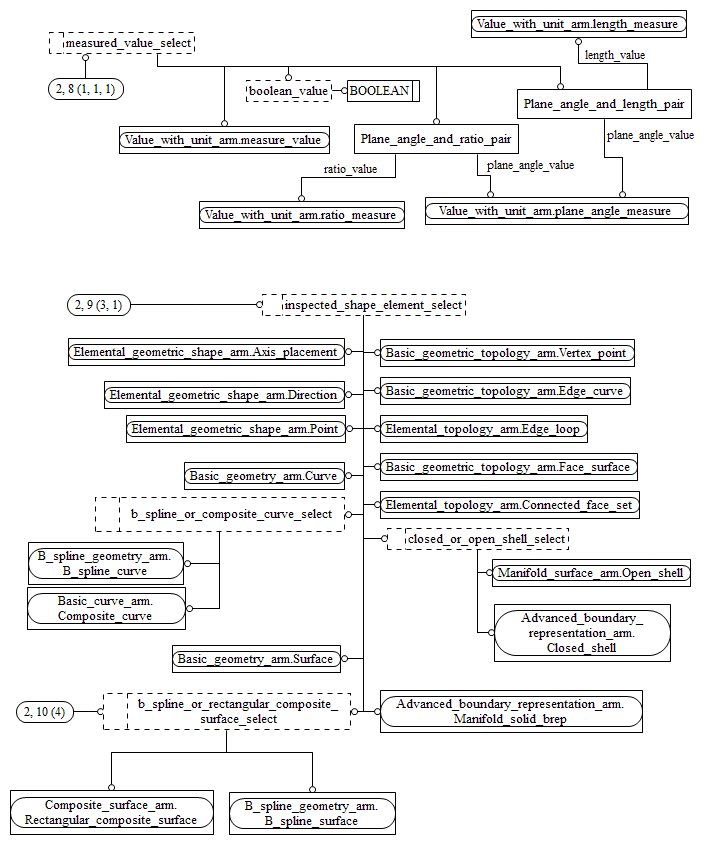 Value_with_unit_arm.length_measure
measured_value_select
length_value
2, 8 (1, 1, 1)
boolean_value
BOOLEAN
Plane_angle_and_length_pair
Value_with_unit_arm.measure_value
Plane_angle_and_ratio_pair
plane_angle_value
ratio_value
plane_angle_value
Value_with_unit_arm.ratio_measure
Value_with_unit_arm.plane_angle_measure
2, 9 (3, 1)
inspected_shape_element_select
Elemental_geometric_shape_arm.Axis_placement
Basic_geometric_topology_arm.Vertex_point
Elemental_geometric_shape_arm.Direction
Basic_geometric_topology_arm.Edge_curve
Elemental_geometric_shape_arm.Point
Elemental_topology_arm.Edge_loop
Basic_geometry_arm.Curve
Basic_geometric_topology_arm.Face_surface
b_spline_or_composite_curve_select
Elemental_topology_arm.Connected_face_set
closed_or_open_shell_select
B_spline_geometry_arm.
B_spline_curve
Manifold_surface_arm.Open_shell
Basic_curve_arm.
Composite_curve
Advanced_boundary_
representation_arm.
Closed_shell
Basic_geometry_arm.Surface
2, 10 (4)
b_spline_or_rectangular_composite_
surface_select
Advanced_boundary_representation_arm.
Manifold_solid_brep
Composite_surface_arm.
Rectangular_composite_surface
B_spline_geometry_arm.
B_spline_surface